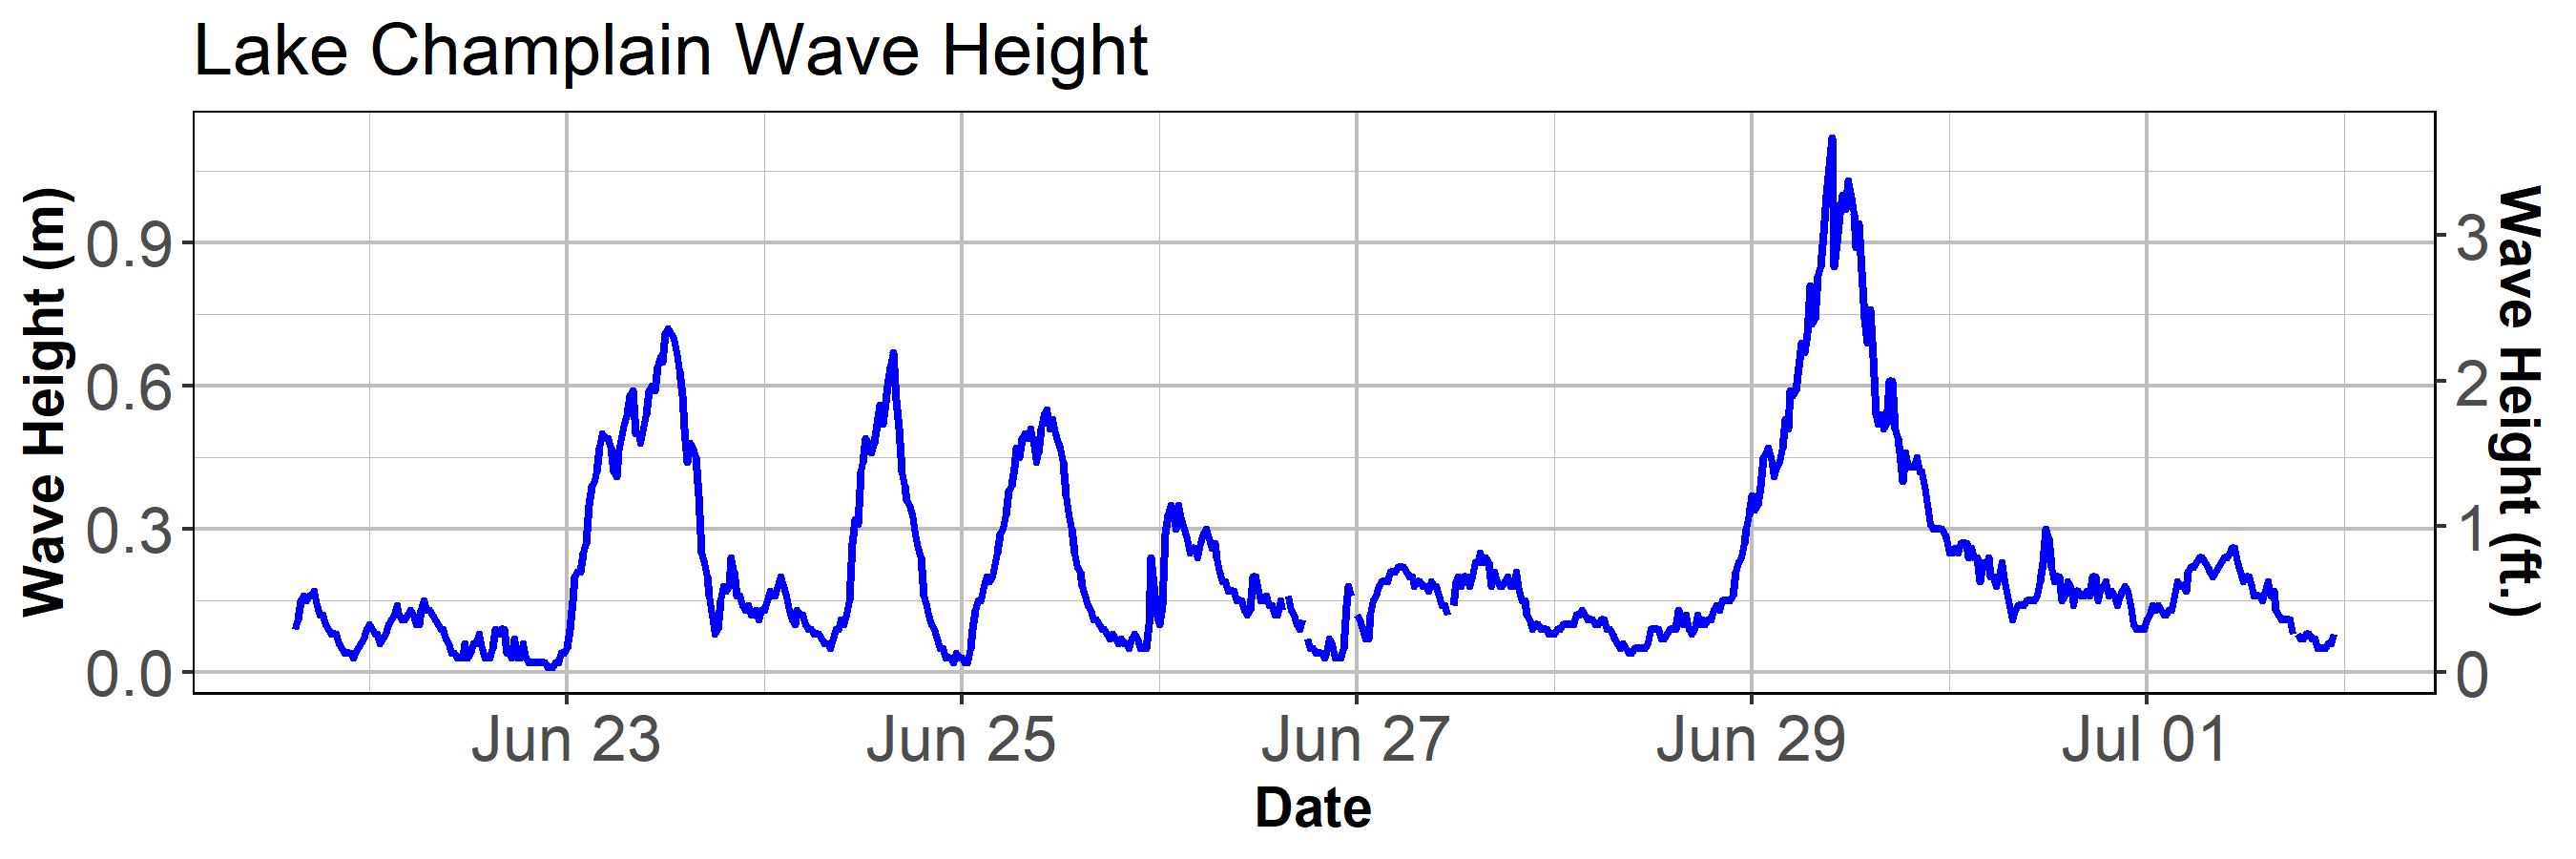 Lake Champlain Wave Height
Wave Height (m)
0.9
0.6
0.3
0.0
3
2
1
0
Wave Height (ft.)
Jun 23
Jun 25
Jun 27
Jun 29
Jul 01
Date